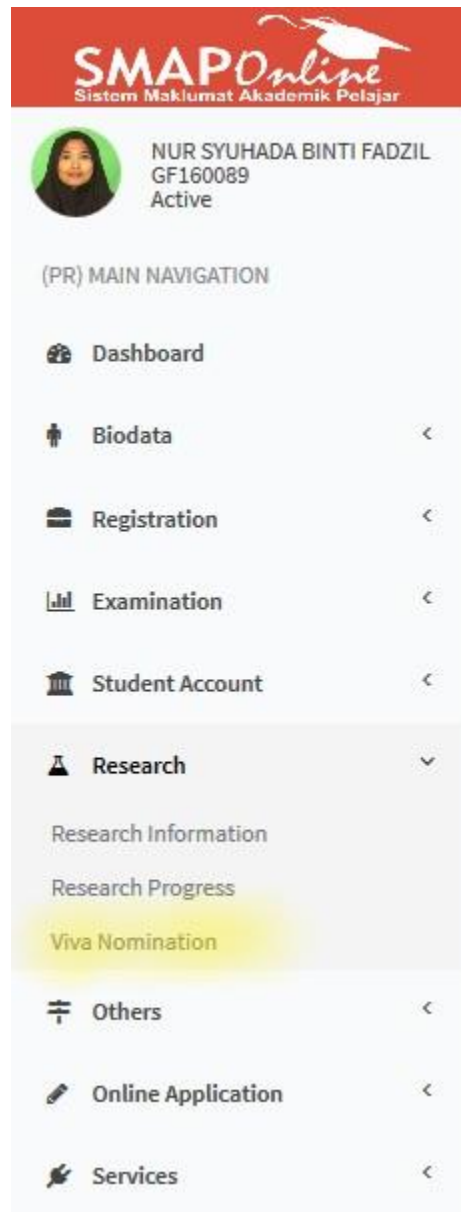 SMAPOnline
Sistem Maklumat Akademik Pelajar
NUR SYUHADA BINTI FADZIL
GF160089
Active
(PR) MAIN NAVIGATION
Dashboard
Biodata
Registration
Examination
Student Account
Research
Research Information
Research Progress
Viva Nomination
Others
Online Application
Services